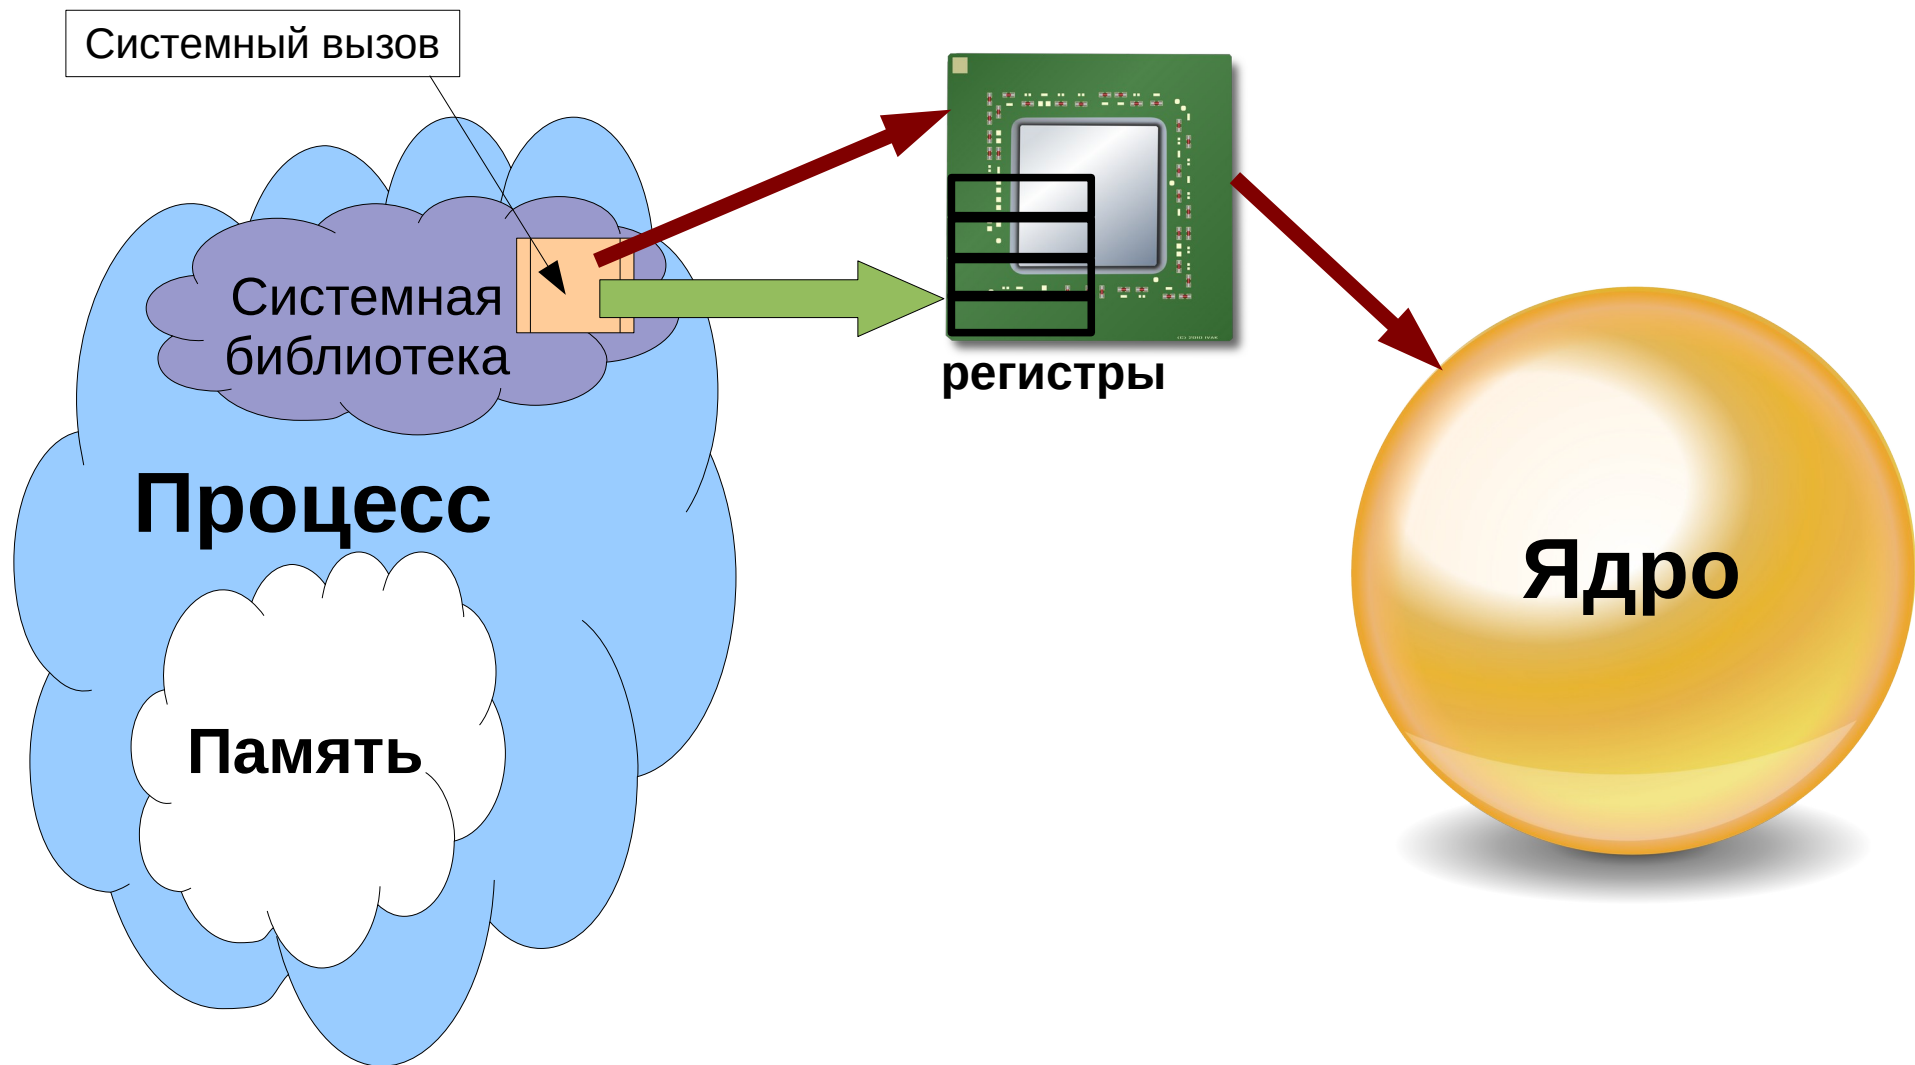 Системный вызов
Системная
библиотека
регистры
Процесс
Ядро
Память